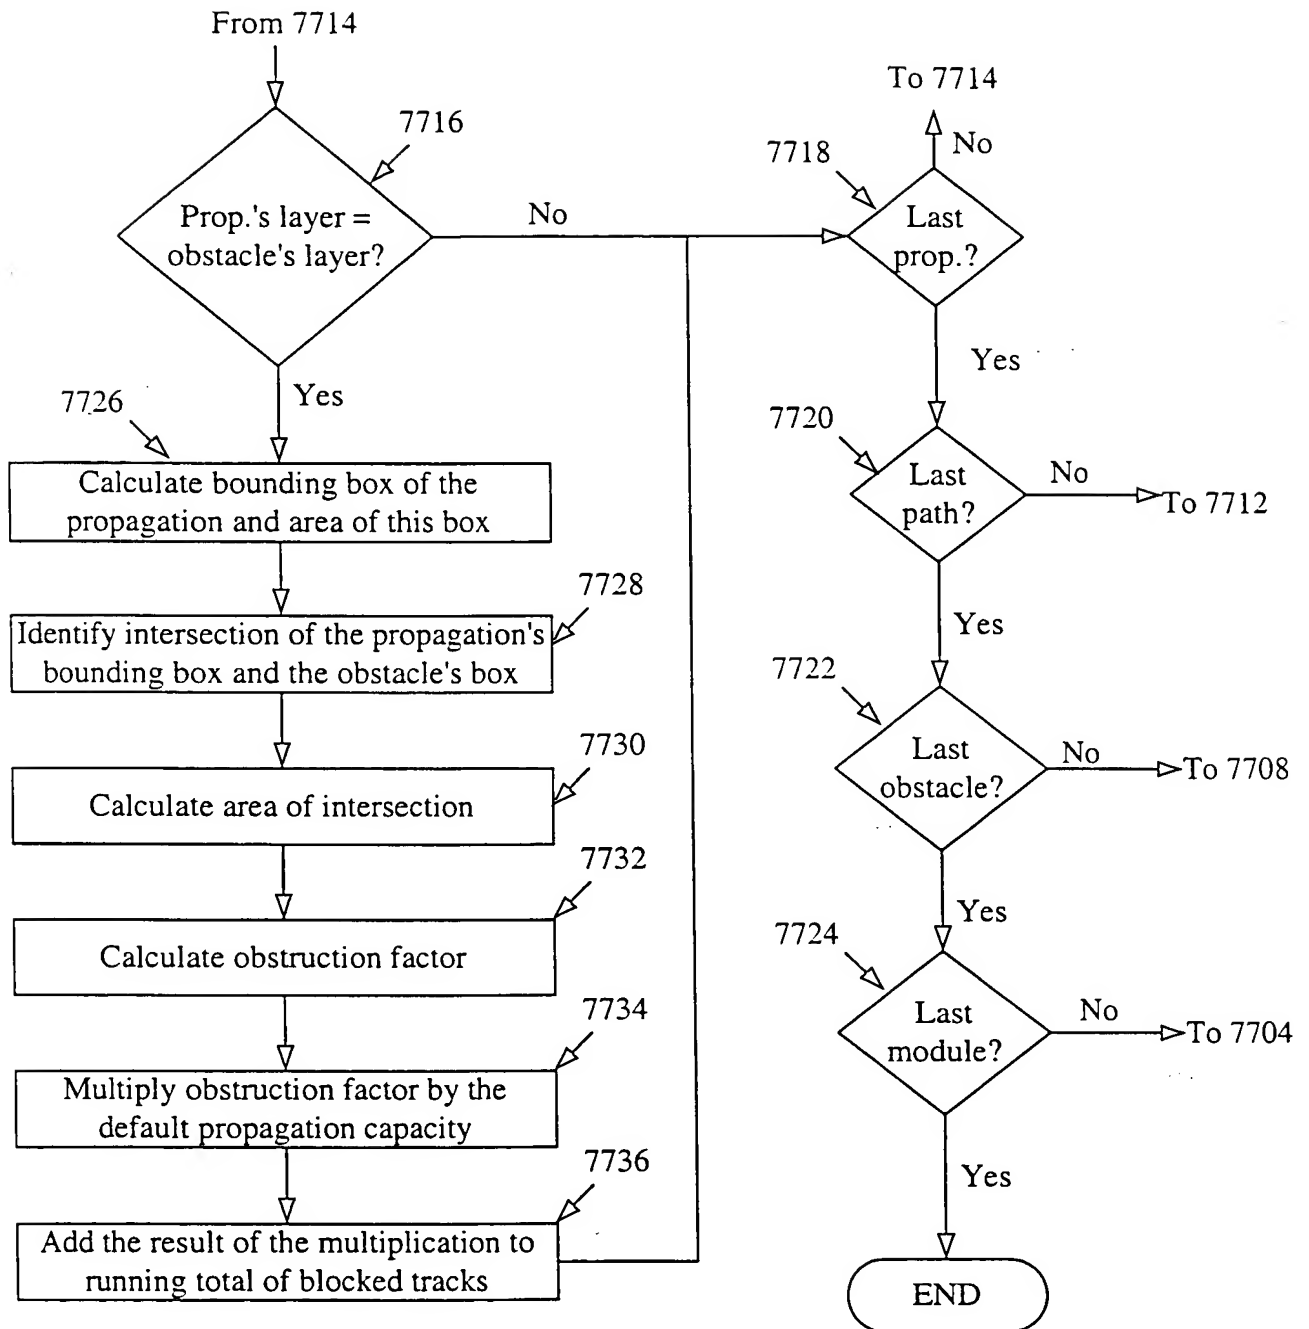 From 7714
7716
Prop.'s layer =
obstacle's layer?
No
Yes
7726
Calculate bounding box of the
propagation and area of this box
7728
Identify intersection of the propagation's
bounding box and the obstacle's box
7730
Calculate area of intersection
7732
Calculate obstruction factor
7734
Multiply obstruction factor by the
default propagation capacity
7736
Add the result of the multiplication to
running total of blocked tracks
To 7714
No
7718
Last
prop.?
Yes
7720
Last
path?
No
To 7712
Yes
7722
Last
obstacle?
No
To 7708
Yes
7724
Last
module?
No
To 7704
Yes
END